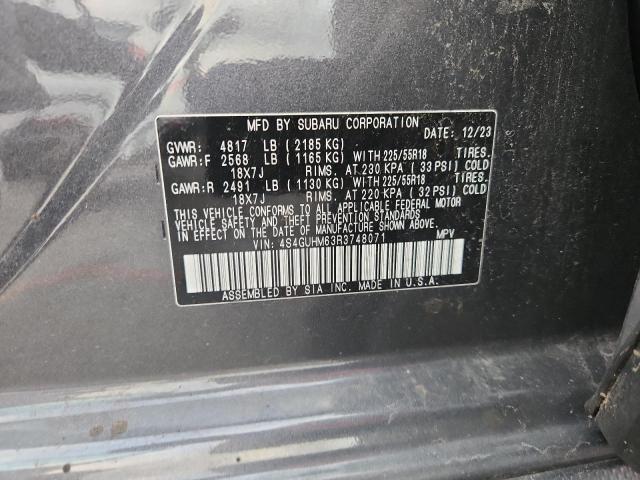 MFD BY SUBARU CORPORATION
DATE: 12/23
GVWR: 4817 LB (2185 KG)
GAWR:F 2568 LB (1165 KG) WITH 225/55R18 TIRES.
18X7J RIMS. AT 230 KPA (33 PSI) COLD
GAWR:R 2491 LB (1130 KG) WITH 225/55R18 TIRES.
18X7J RIMS. AT 220 KPA (32 PSI) COLD
THIS VEHICLE CONFORMS TO ALL APPLICABLE FEDERAL MOTOR
VEHICLE SAFETY AND THEFT PREVENTION STANDARDS
IN EFFECT ON THE DATE OF MANUFACTURE SHOWN ABOVE.
VIN: 4S4GUHM63R3748071 MPV
ASSEMBLED BY SIA INC. MADE IN U.S.A.